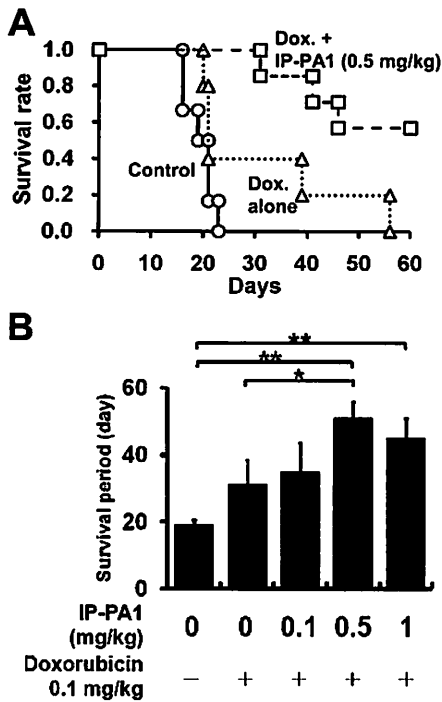 A
Dox. +
IP-PA1 (0.5 mg/kg)
1.0
0.8
0.6
0.4
0.2
0.0
Survival rate
Control
Dox.
alone
0 10 20 30 40 50 60
Days
B
**
**
*
60
40
20
0
Survival period (day)
IP-PA1
(mg/kg) 0 0 0.1 0.5 1
Doxorubicin
0.1 mg/kg − + + + +